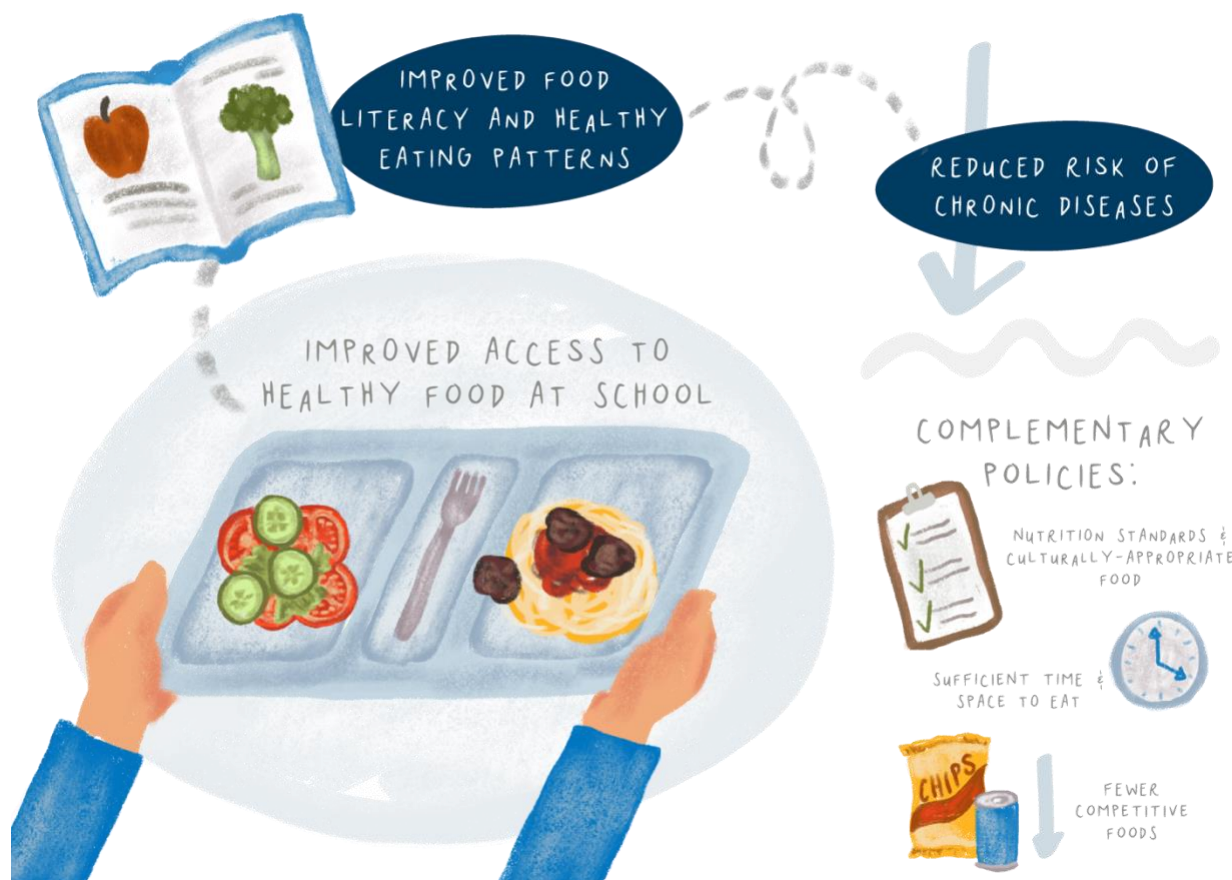 IMPROVED FOOD
LITERACY AND HEALTHY
EATING PATTERNS
REDUCED RISK OF
CHRONIC DISEASES
IMPROVED ACCESS TO
HEALTHY FOOD AT SCHOOL
COMPLEMENTARY
POLICIES:
NUTRITION STANDARDS &
CULTURALLY-APPROPRIATE
FOOD
SUFFICIENT TIME &
SPACE TO EAT
CHIPS
FEWER
COMPETITIVE
FOODS